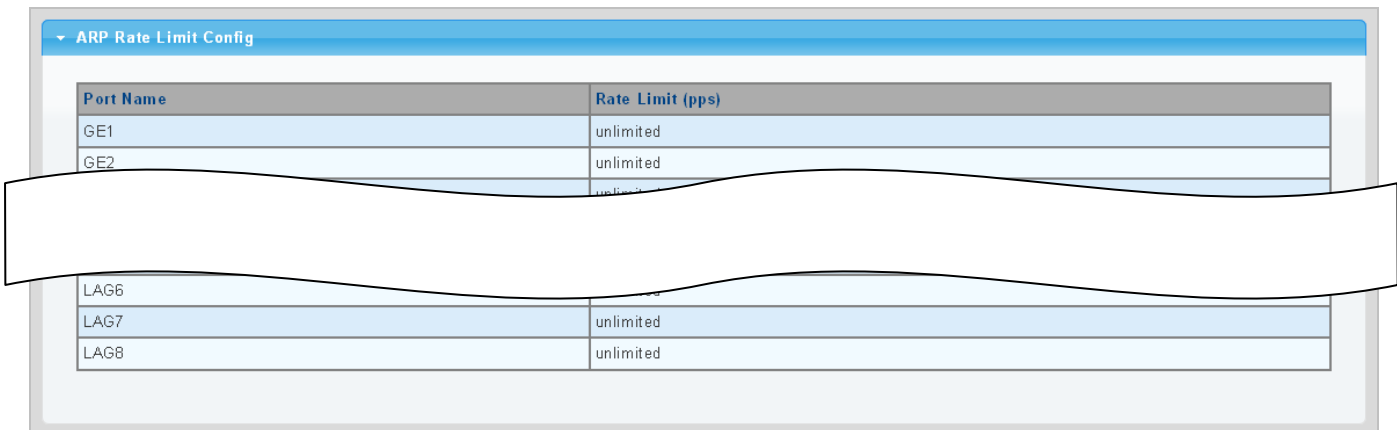 ARP Rate Limit Config
Port Name Rate Limit (pps)
GE1 unlimited
GE2 unlimited
LAG6
LAG7 unlimited
LAG8 unlimited